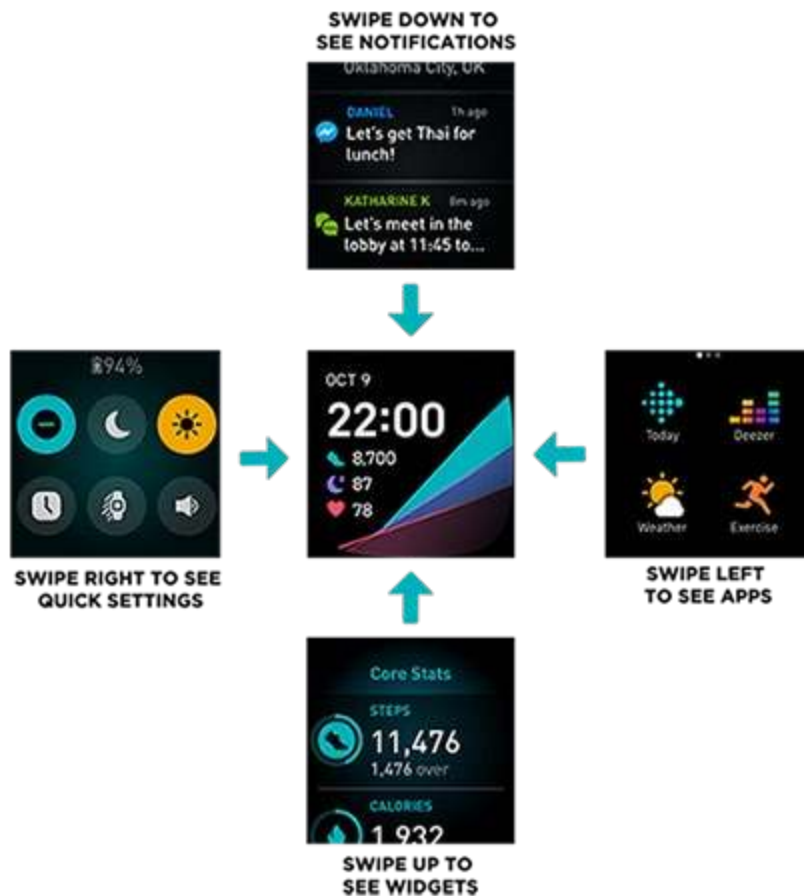 SWIPE DOWN TO
SEE NOTIFICATIONS
Oklahoma City, OK
DANIEL 1h ago
Let's get Thai for
lunch!
KATHARINE K 8m ago
Let's meet in the
lobby at 11:45 to...
94%
OCT 9
22:00
8,700
87
78
Today Deezer
Weather Exercise
SWIPE RIGHT TO SEE
QUICK SETTINGS
SWIPE LEFT
TO SEE APPS
Core Stats
STEPS
11,476
1,476 over
CALORIES
1,932
SWIPE UP TO
SEE WIDGETS